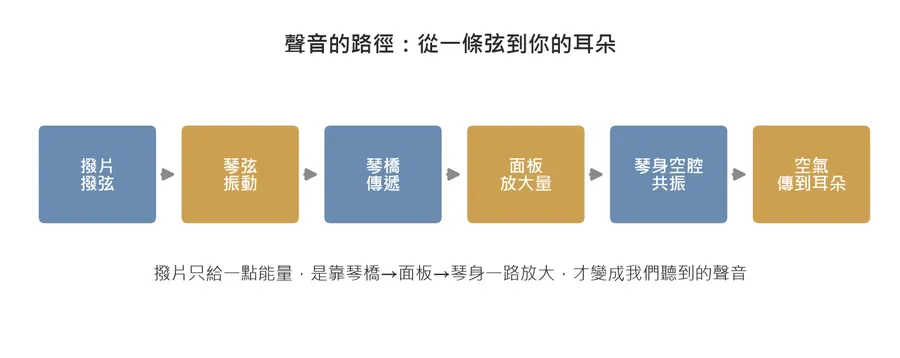 聲音的路徑：從一條弦到你的耳朵
撥片
撥弦
琴弦
振動
琴橋
傳遞
面板
放大量
琴身空腔
共振
空氣
傳到耳朵
撥片只給一點能量，是靠琴橋→面板→琴身一路放大，才變成我們聽到的聲音